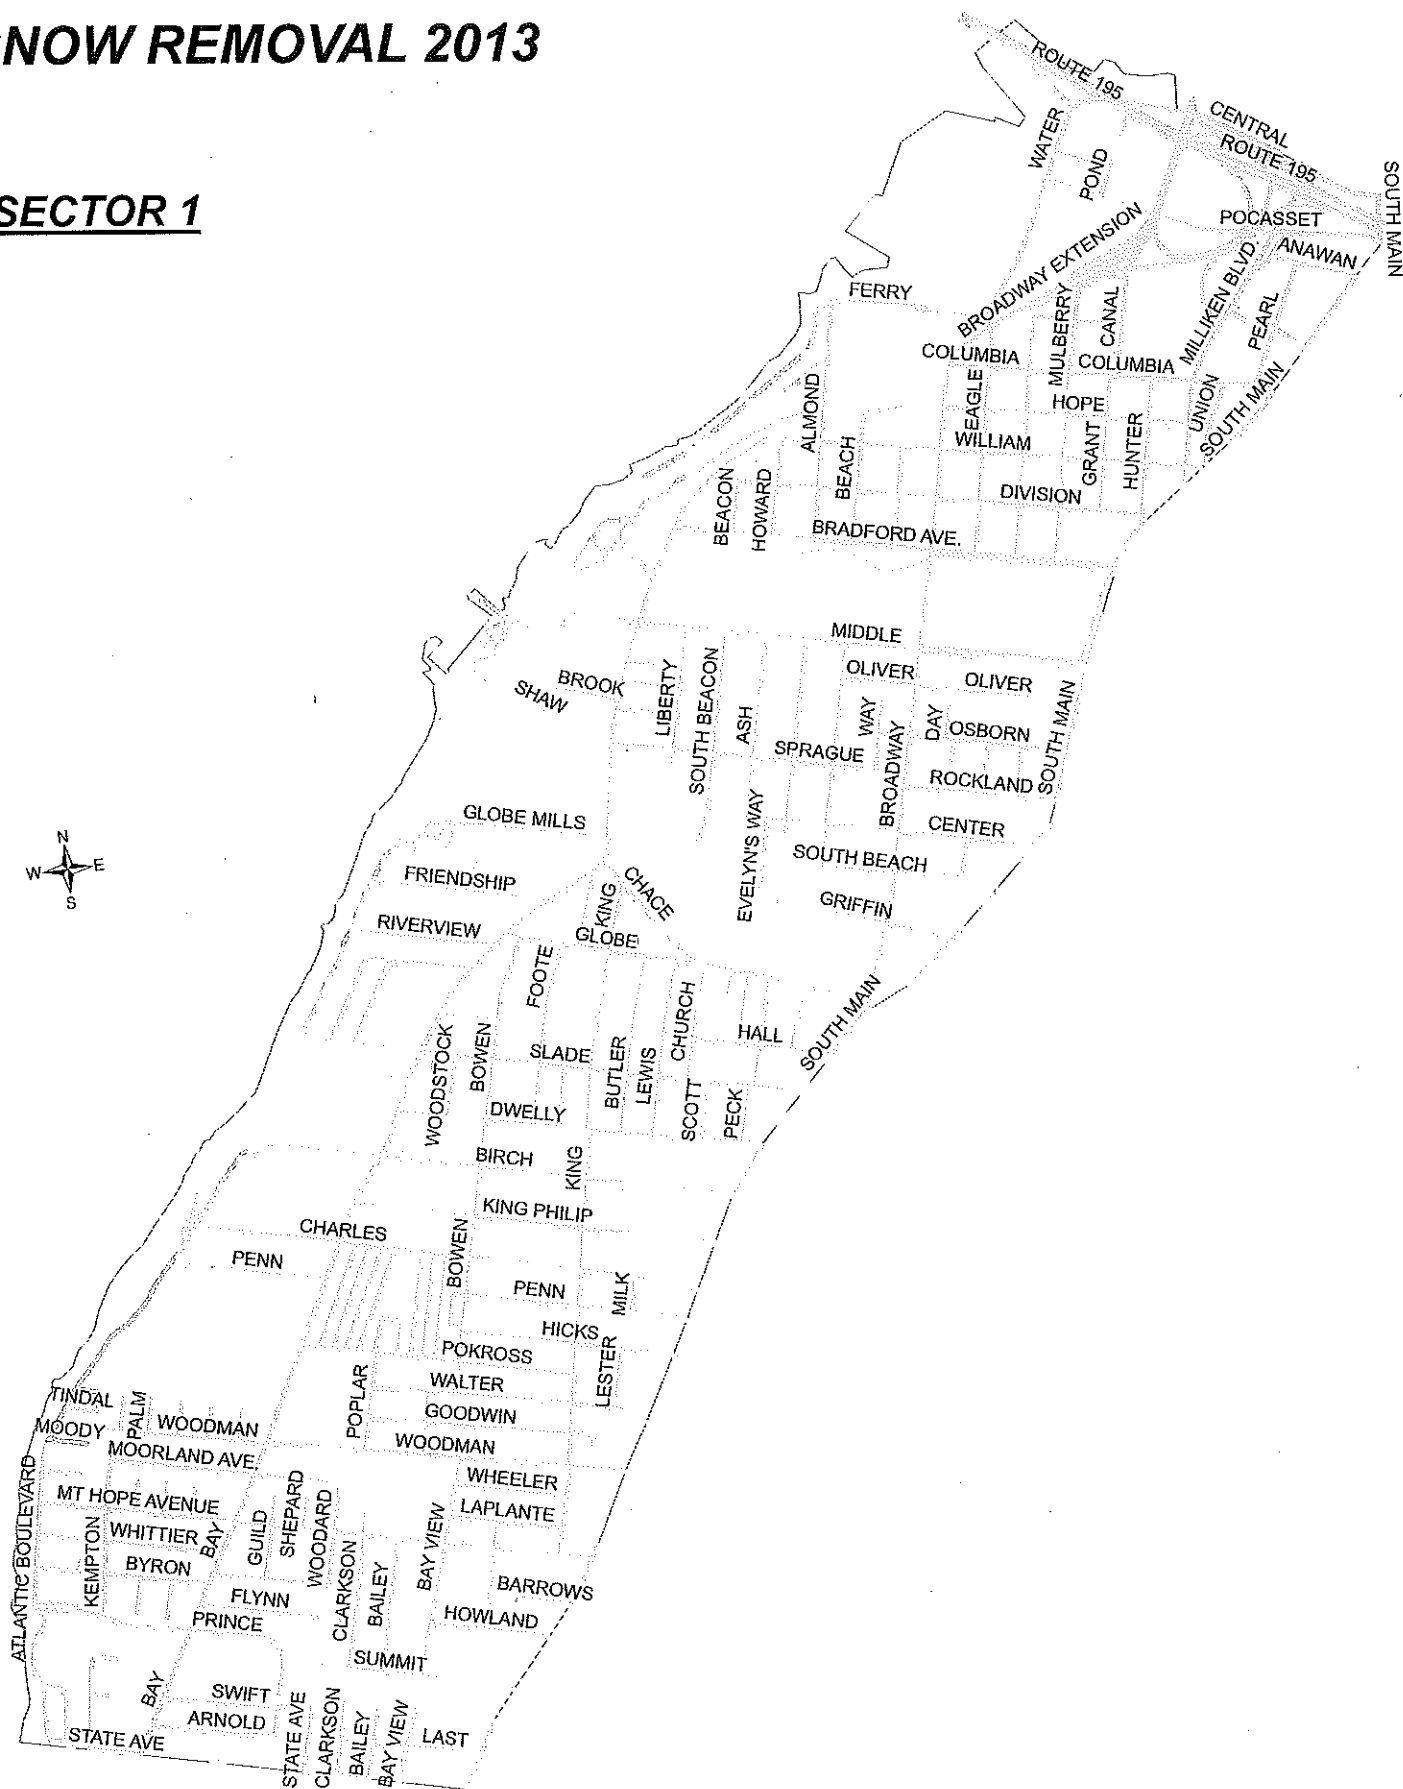 NOW REMOVAL 2013
SECTOR 1
ROUTE 195
CENTRAL
ROUTE 195
WATER
POND
SOUTH MAIN
POCASSET
ANAWAN
BROADWAY EXTENSION
MILLIKEN BLVD.
FERRY
MULBERRY
CANAL
PEARL
COLUMBIA
COLUMBIA
EAGLE
HOPE
UNION
SOUTH MAIN
ALMOND
WILLIAM
GRANT
HUNTER
BEACH
BEACON
HOWARD
DIVISION
BRADFORD AVE.
MIDDLE
OLIVER
OLIVER
BROOK
SHAW
LIBERTY
SOUTH BEACON
ASH
WAY
DAY
OSBORN
SOUTH MAIN
SPRAGUE
BROADWAY
ROCKLAND
GLOBE MILLS
EVELYN'S WAY
CENTER
SOUTH BEACH
N
W
E
S
FRIENDSHIP
KING
CHACE
GRIFFIN
RIVERVIEW
GLOBE
FOOTE
CHURCH
SOUTH MAIN
HALL
WOODSTOCK
BOWEN
SLADE
BUTLER
LEWIS
SCOTT
PECK
DWELLY
BIRCH
KING
KING PHILIP
CHARLES
BOWEN
PENN
PENN
MILK
HICKS
POKROSS
LESTER
WALTER
POPLAR
TINDAL
PALM
GOODWIN
MOODY
WOODMAN
WOODMAN
MOORLAND AVE.
WHEELER
ATLANTIC BOULEVARD
MT HOPE AVENUE
SHEPARD
WOODARD
LAPLANTE
KEMPTON
WHITTIER
BAY
GUILD
BAY VIEW
BYRON
CLARKSON
BAILEY
BARROWS
FLYNN
PRINCE
HOWLAND
SUMMIT
BAY
SWIFT
ARNOLD
STATE AVE
STATE AVE
CLARKSON
BAILEY
BAY VIEW
LAST